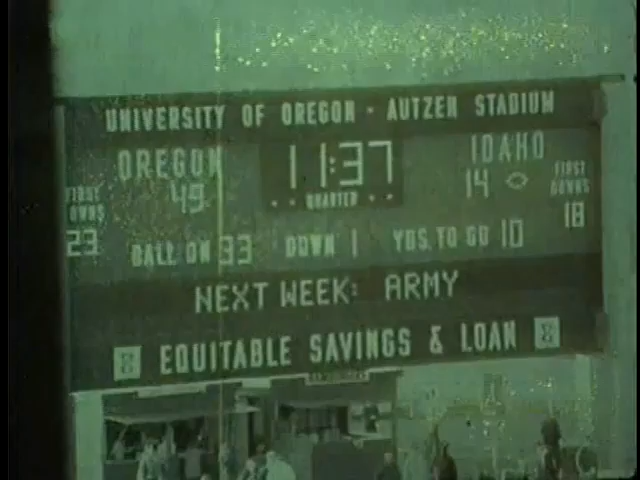 UNIVERSITY OF OREGON - AUTZEN STADIUM
OREGON 11:37 IDAHO
49 14
QUARTER
FIRST DOWNS 23
FIRST DOWNS 18
BALL ON 33 DOWN 1 YDS. TO GO 10
NEXT WEEK: ARMY
EQUITABLE SAVINGS & LOAN